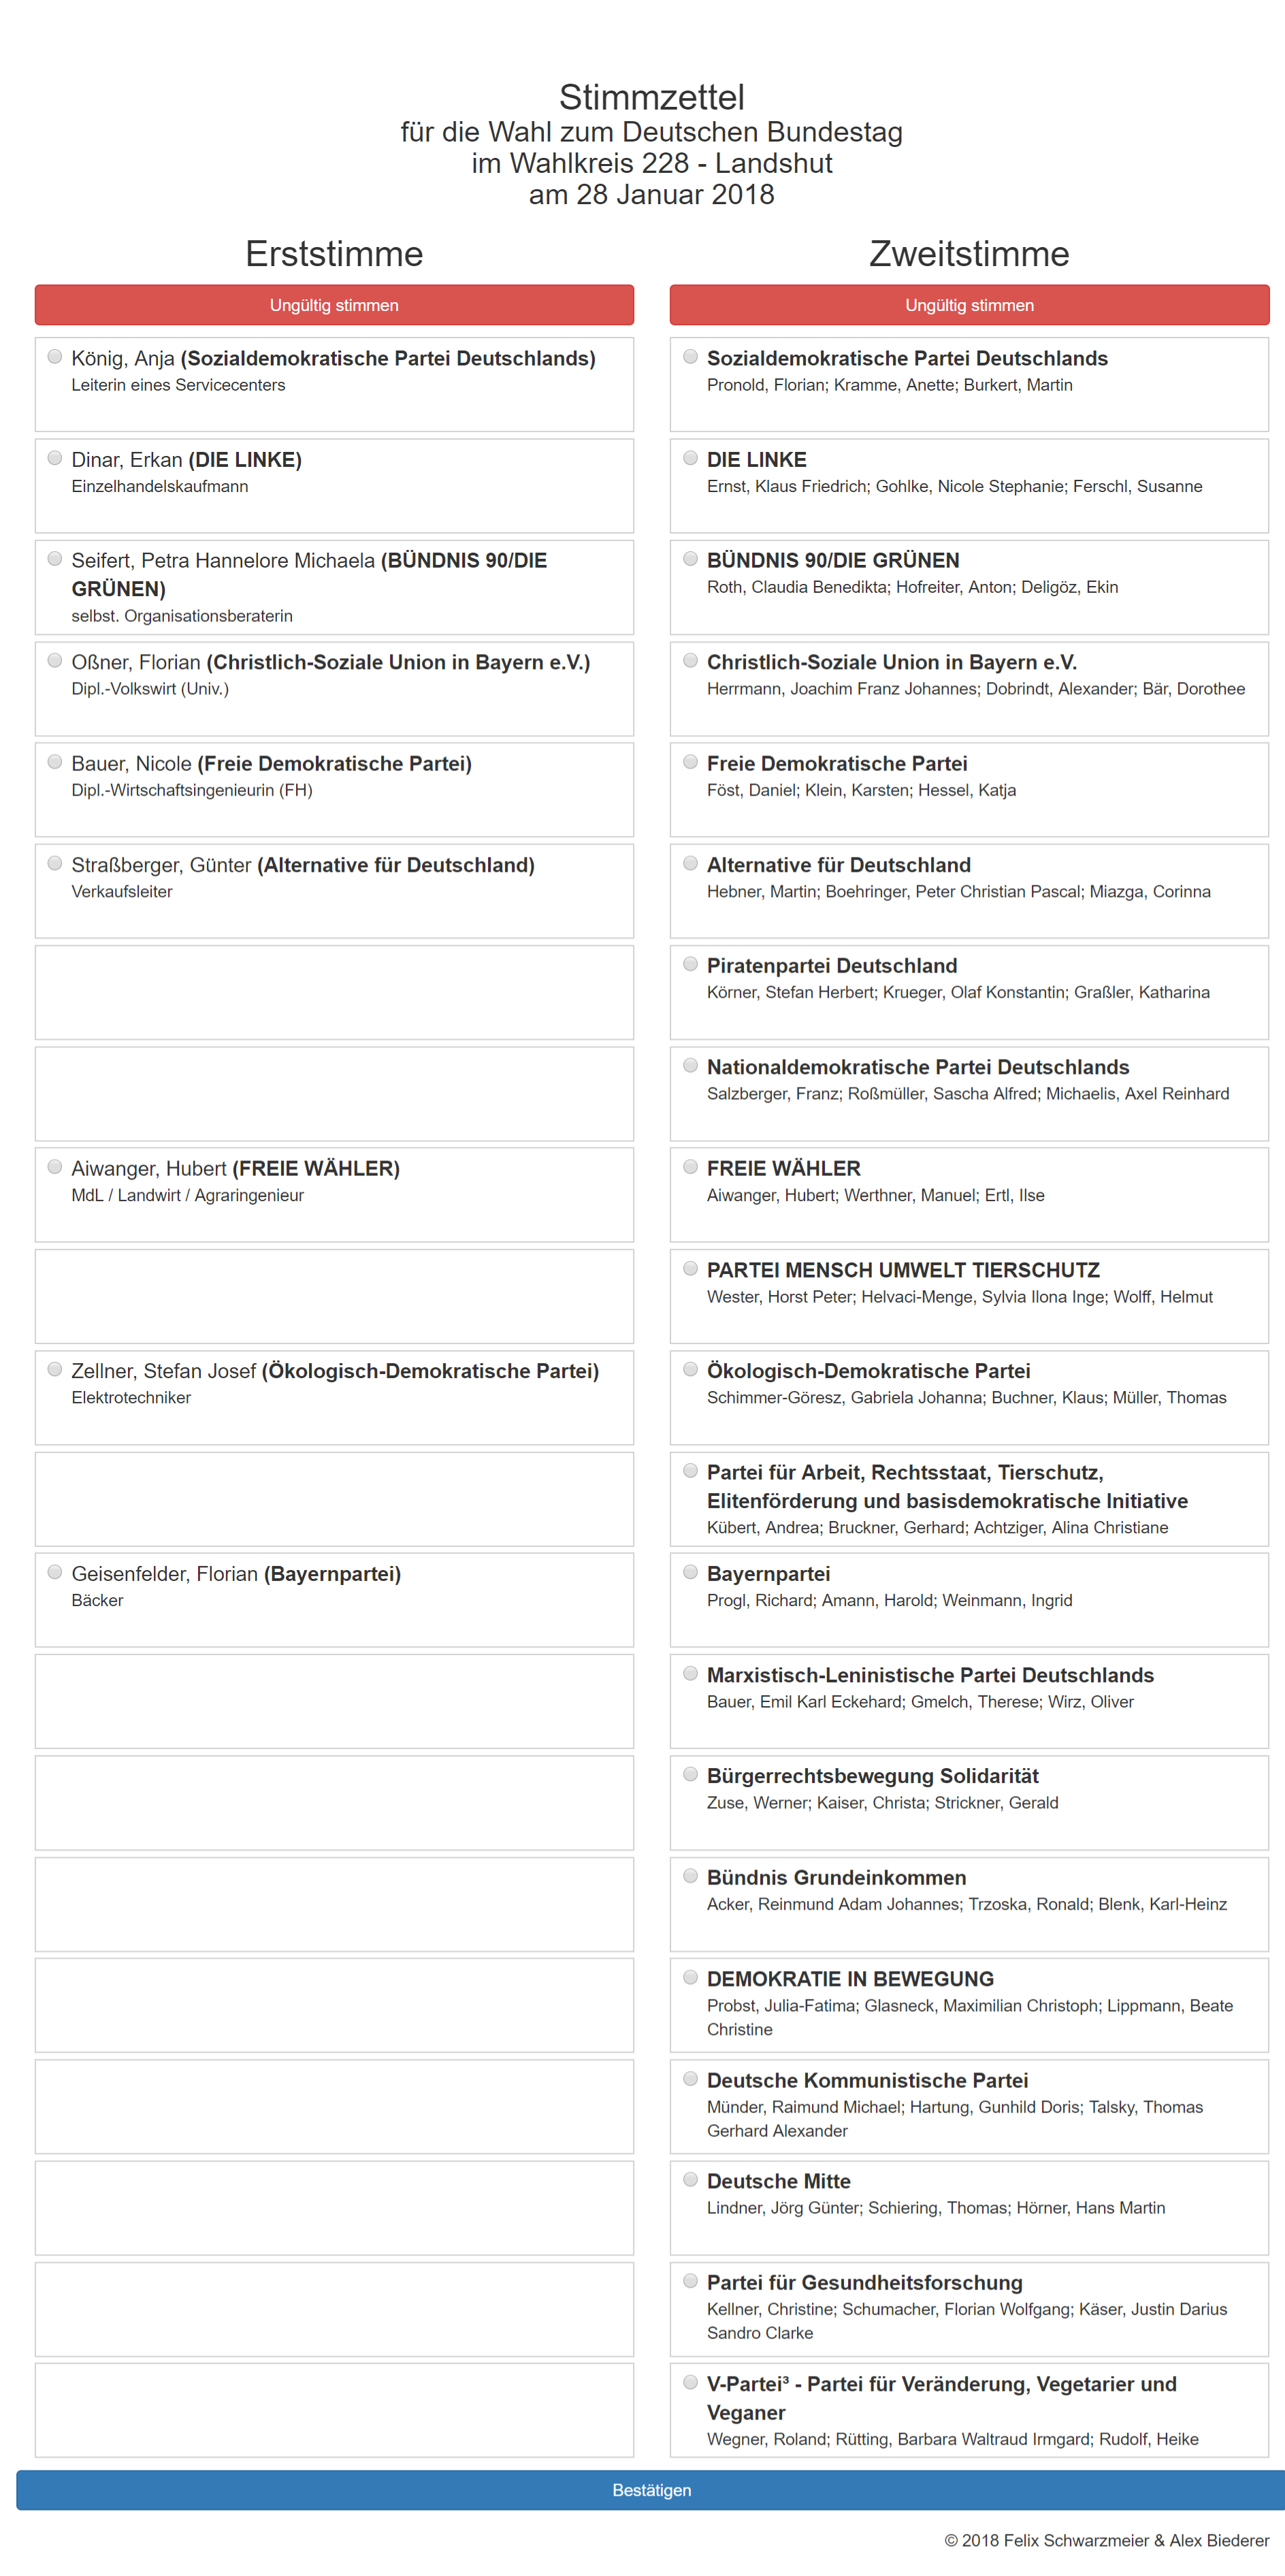 Stimmzettel
für die Wahl zum Deutschen Bundestag
im Wahlkreis 228 - Landshut
am 28 Januar 2018
Erststimme
Ungültig stimmen
König, Anja (Sozialdemokratische Partei Deutschlands)
Leiterin eines Servicecenters
Dinar, Erkan (DIE LINKE)
Einzelhandelskaufmann
Seifert, Petra Hannelore Michaela (BÜNDNIS 90/DIE
GRÜNEN)
selbst. Organisationsberaterin
Oßner, Florian (Christlich-Soziale Union in Bayern e.V.)
Dipl.-Volkswirt (Univ.)
Bauer, Nicole (Freie Demokratische Partei)
Dipl.-Wirtschaftsingenieurin (FH)
Straßberger, Günter (Alternative für Deutschland)
Verkaufsleiter
Aiwanger, Hubert (FREIE WÄHLER)
MdL / Landwirt / Agraringenieur
Zellner, Stefan Josef (Ökologisch-Demokratische Partei)
Elektrotechniker
Geisenfelder, Florian (Bayernpartei)
Bäcker
Zweitstimme
Ungültig stimmen
Sozialdemokratische Partei Deutschlands
Pronold, Florian; Kramme, Anette; Burkert, Martin
DIE LINKE
Ernst, Klaus Friedrich; Gohlke, Nicole Stephanie; Ferschl, Susanne
BÜNDNIS 90/DIE GRÜNEN
Roth, Claudia Benedikta; Hofreiter, Anton; Deligöz, Ekin
Christlich-Soziale Union in Bayern e.V.
Herrmann, Joachim Franz Johannes; Dobrindt, Alexander; Bär, Dorothee
Freie Demokratische Partei
Föst, Daniel; Klein, Karsten; Hessel, Katja
Alternative für Deutschland
Hebner, Martin; Boehringer, Peter Christian Pascal; Miazga, Corinna
Piratenpartei Deutschland
Körner, Stefan Herbert; Krueger, Olaf Konstantin; Graßler, Katharina
Nationaldemokratische Partei Deutschlands
Salzberger, Franz; Roßmüller, Sascha Alfred; Michaelis, Axel Reinhard
FREIE WÄHLER
Aiwanger, Hubert; Werthner, Manuel; Ertl, Ilse
PARTEI MENSCH UMWELT TIERSCHUTZ
Wester, Horst Peter; Helvaci-Menge, Sylvia Ilona Inge; Wolff, Helmut
Ökologisch-Demokratische Partei
Schimmer-Göresz, Gabriela Johanna; Buchner, Klaus; Müller, Thomas
Partei für Arbeit, Rechtsstaat, Tierschutz,
Elitenförderung und basisdemokratische Initiative
Kübert, Andrea; Bruckner, Gerhard; Achtziger, Alina Christiane
Bayernpartei
Progl, Richard; Amann, Harold; Weinmann, Ingrid
Marxistisch-Leninistische Partei Deutschlands
Bauer, Emil Karl Eckehard; Gmelch, Therese; Wirz, Oliver
Bürgerrechtsbewegung Solidarität
Zuse, Werner; Kaiser, Christa; Strickner, Gerald
Bündnis Grundeinkommen
Acker, Reinmund Adam Johannes; Trzoska, Ronald; Blenk, Karl-Heinz
DEMOKRATIE IN BEWEGUNG
Probst, Julia-Fatima; Glasneck, Maximilian Christoph; Lippmann, Beate
Christine
Deutsche Kommunistische Partei
Münder, Raimund Michael; Hartung, Gunhild Doris; Talsky, Thomas
Gerhard Alexander
Deutsche Mitte
Lindner, Jörg Günter; Schiering, Thomas; Hörner, Hans Martin
Partei für Gesundheitsforschung
Kellner, Christine; Schumacher, Florian Wolfgang; Käser, Justin Darius
Sandro Clarke
V-Partei³ - Partei für Veränderung, Vegetarier und
Veganer
Wegner, Roland; Rütting, Barbara Waltraud Irmgard; Rudolf, Heike
Bestätigen
© 2018 Felix Schwarzmeier & Alex Biederer